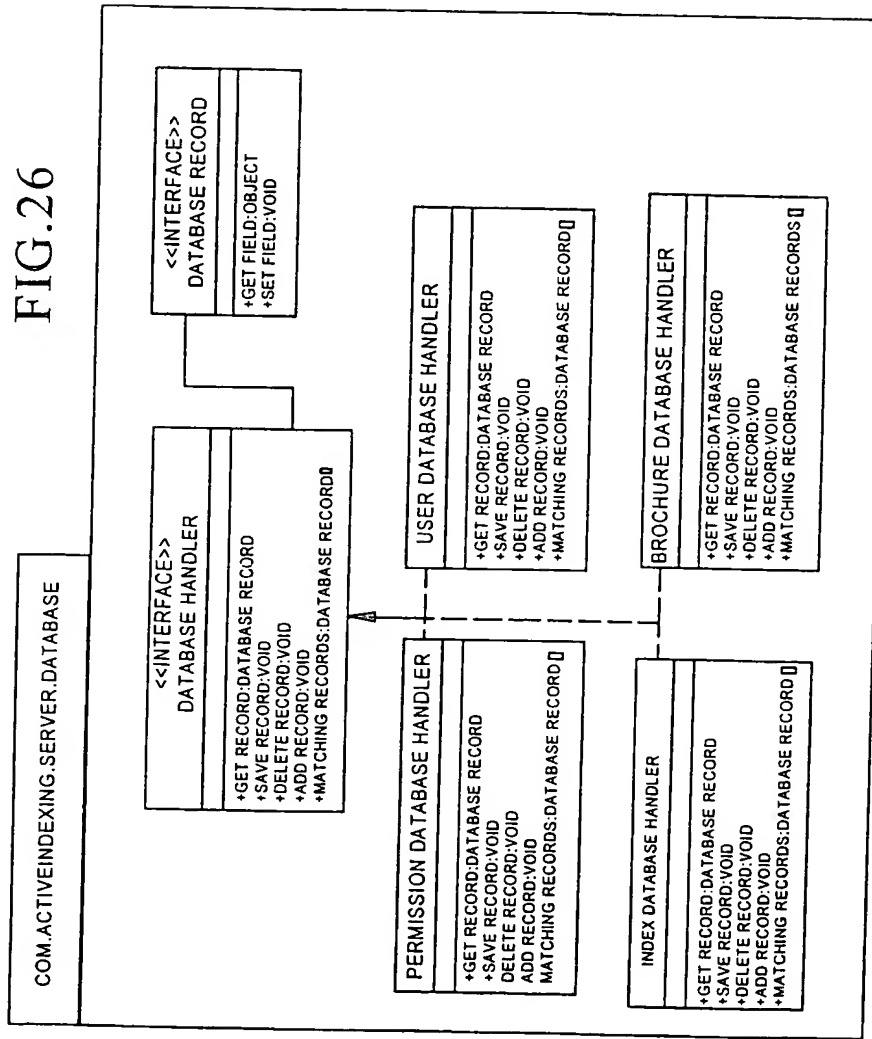 FIG.26
COM.ACTIVEINDEXING.SERVER.DATABASE
<<INTERFACE>>
DATABASE HANDLER
+GET RECORD:DATABASE RECORD
+SAVE RECORD:VOID
+DELETE RECORD:VOID
+ADD RECORD:VOID
+MATCHING RECORDS:DATABASE RECORD[]
<<INTERFACE>>
DATABASE RECORD
+GET FIELD:OBJECT
+SET FIELD:VOID
PERMISSION DATABASE HANDLER
+GET RECORD:DATABASE RECORD
+SAVE RECORD:VOID
DELETE RECORD:VOID
ADD RECORD:VOID
MATCHING RECORDS:DATABASE RECORD[]
USER DATABASE HANDLER
+GET RECORD:DATABASE RECORD
+SAVE RECORD:VOID
+DELETE RECORD:VOID
+ADD RECORD:VOID
+MATCHING RECORDS:DATABASE RECORD[]
INDEX DATABASE HANDLER
+GET RECORD:DATABASE RECORD
+SAVE RECORD:VOID
+DELETE RECORD:VOID
+ADD RECORD:VOID
+MATCHING RECORDS:DATABASE RECORD[]
BROCHURE DATABASE HANDLER
+GET RECORD:DATABASE RECORD
+SAVE RECORD:VOID
+DELETE RECORD:VOID
+ADD RECORD:VOID
+MATCHING RECORDS:DATABASE RECORDS []